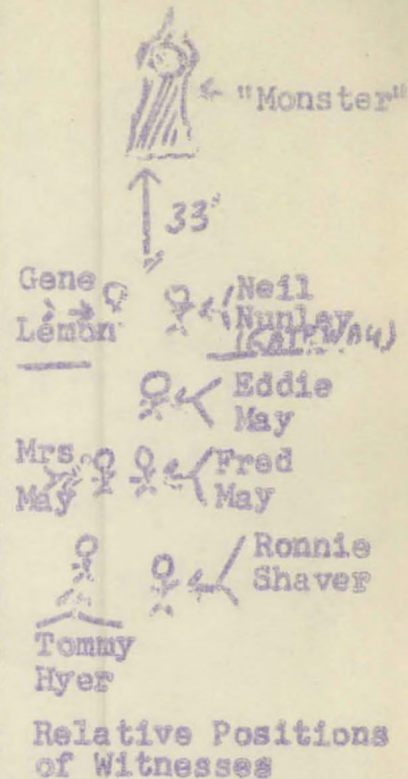 "Monster"
33'
Gene
Lemon
Neil
Nunley
Eddie
May
Mrs
May
Fred
May
Ronnie
Shaver
Tommy
Hyer
Relative Positions
of Witnesses